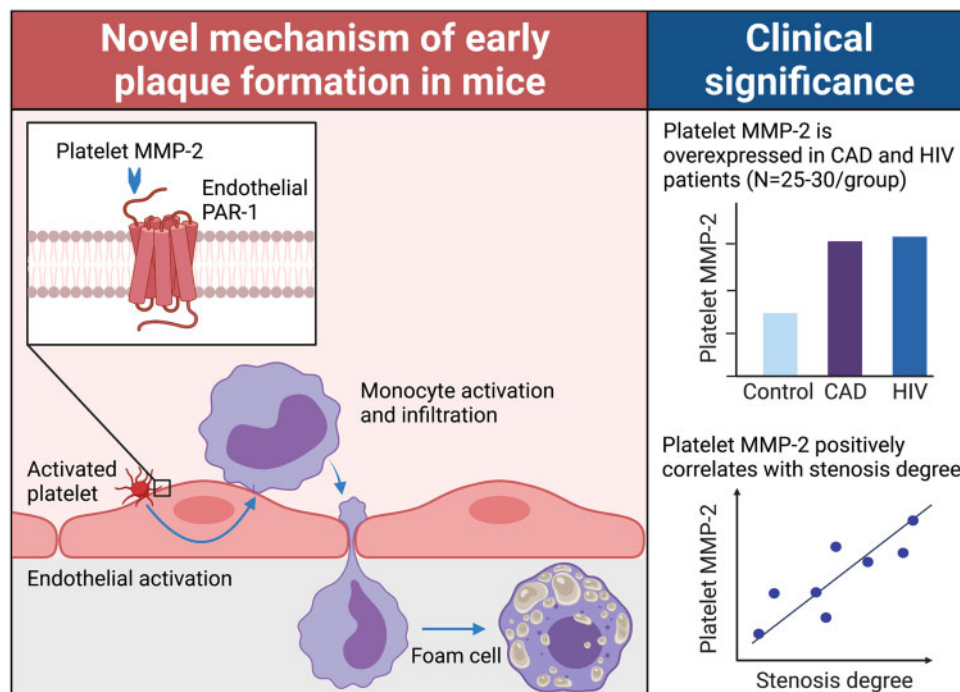 Novel mechanism of early
plaque formation in mice
Platelet MMP-2
Endothelial
PAR-1
Monocyte activation
and infiltration
Activated
platelet
Endothelial activation
Foam cell
Clinical
significance
Platelet MMP-2 is
overexpressed in CAD and HIV
patients (N=25-30/group)
Platelet MMP-2
Control CAD HIV
Platelet MMP-2 positively
correlates with stenosis degree
Platelet MMP-2
Stenosis degree